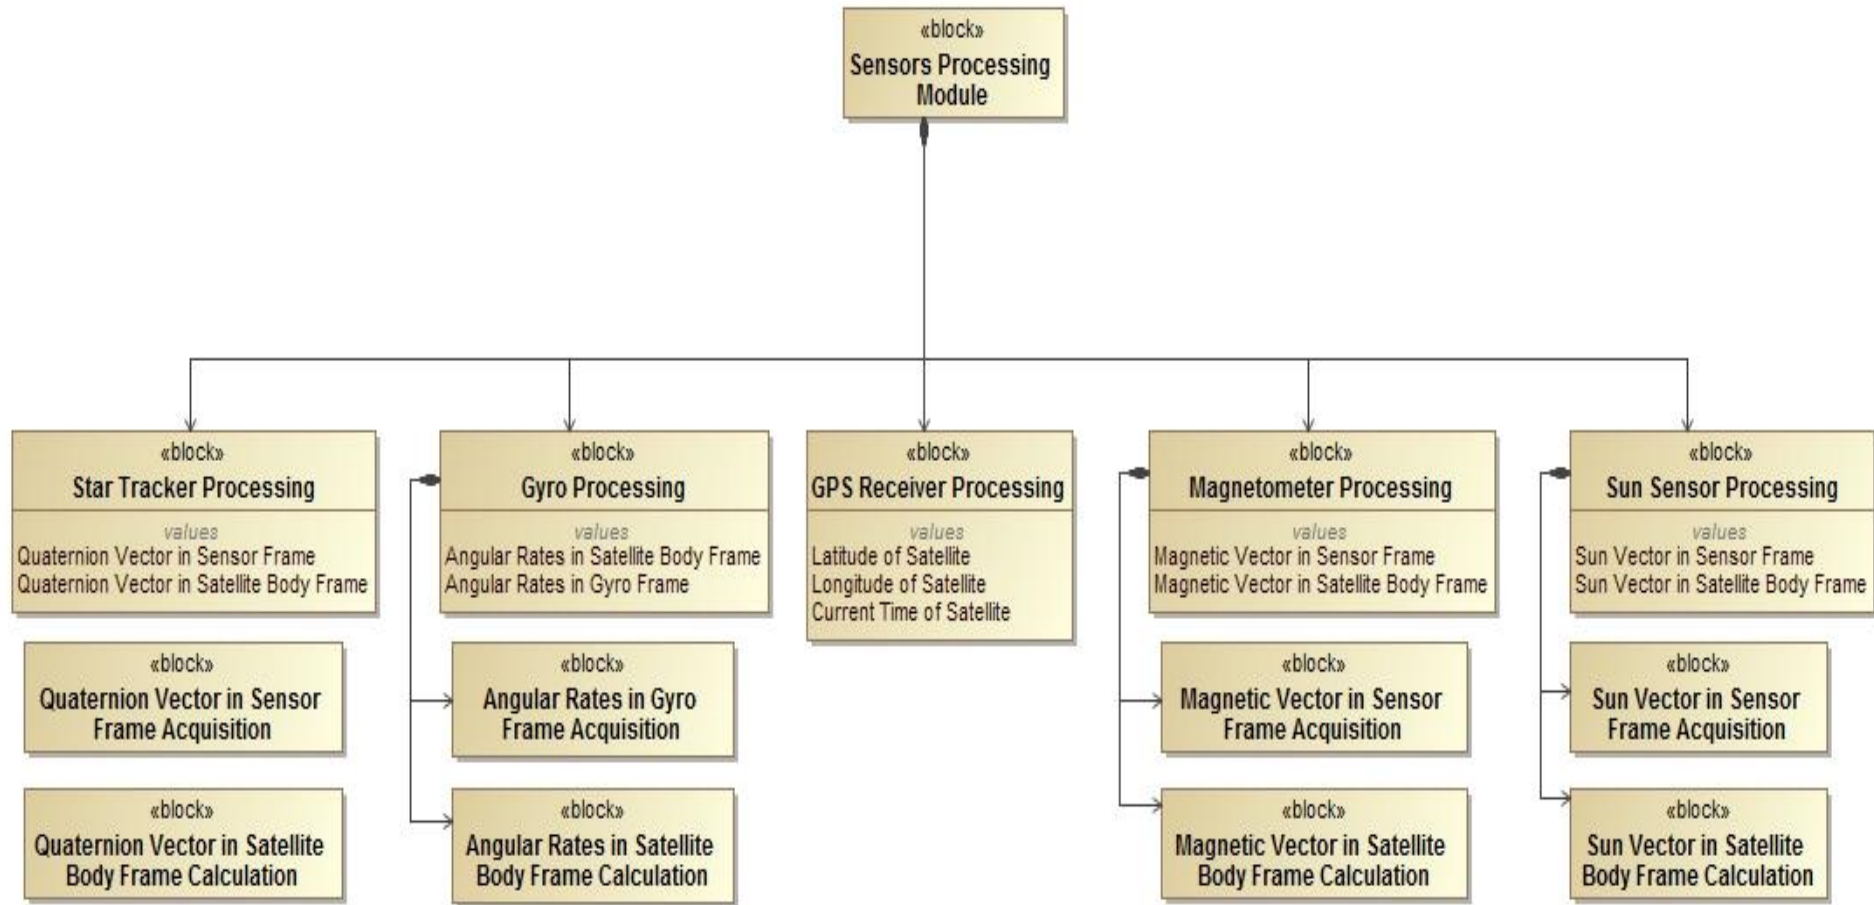 «block»
Sensors Processing
Module
«block»
Star Tracker Processing
values
Quaternion Vector in Sensor Frame
Quaternion Vector in Satellite Body Frame
«block»
Gyro Processing
values
Angular Rates in Satellite Body Frame
Angular Rates in Gyro Frame
«block»
GPS Receiver Processing
values
Latitude of Satellite
Longitude of Satellite
Current Time of Satellite
«block»
Magnetometer Processing
values
Magnetic Vector in Sensor Frame
Magnetic Vector in Satellite Body Frame
«block»
Sun Sensor Processing
values
Sun Vector in Sensor Frame
Sun Vector in Satellite Body Frame
«block»
Quaternion Vector in Sensor
Frame Acquisition
«block»
Angular Rates in Gyro
Frame Acquisition
«block»
Magnetic Vector in Sensor
Frame Acquisition
«block»
Sun Vector in Sensor
Frame Acquisition
«block»
Quaternion Vector in Satellite
Body Frame Calculation
«block»
Angular Rates in Satellite
Body Frame Calculation
«block»
Magnetic Vector in Satellite
Body Frame Calculation
«block»
Sun Vector in Satellite
Body Frame Calculation